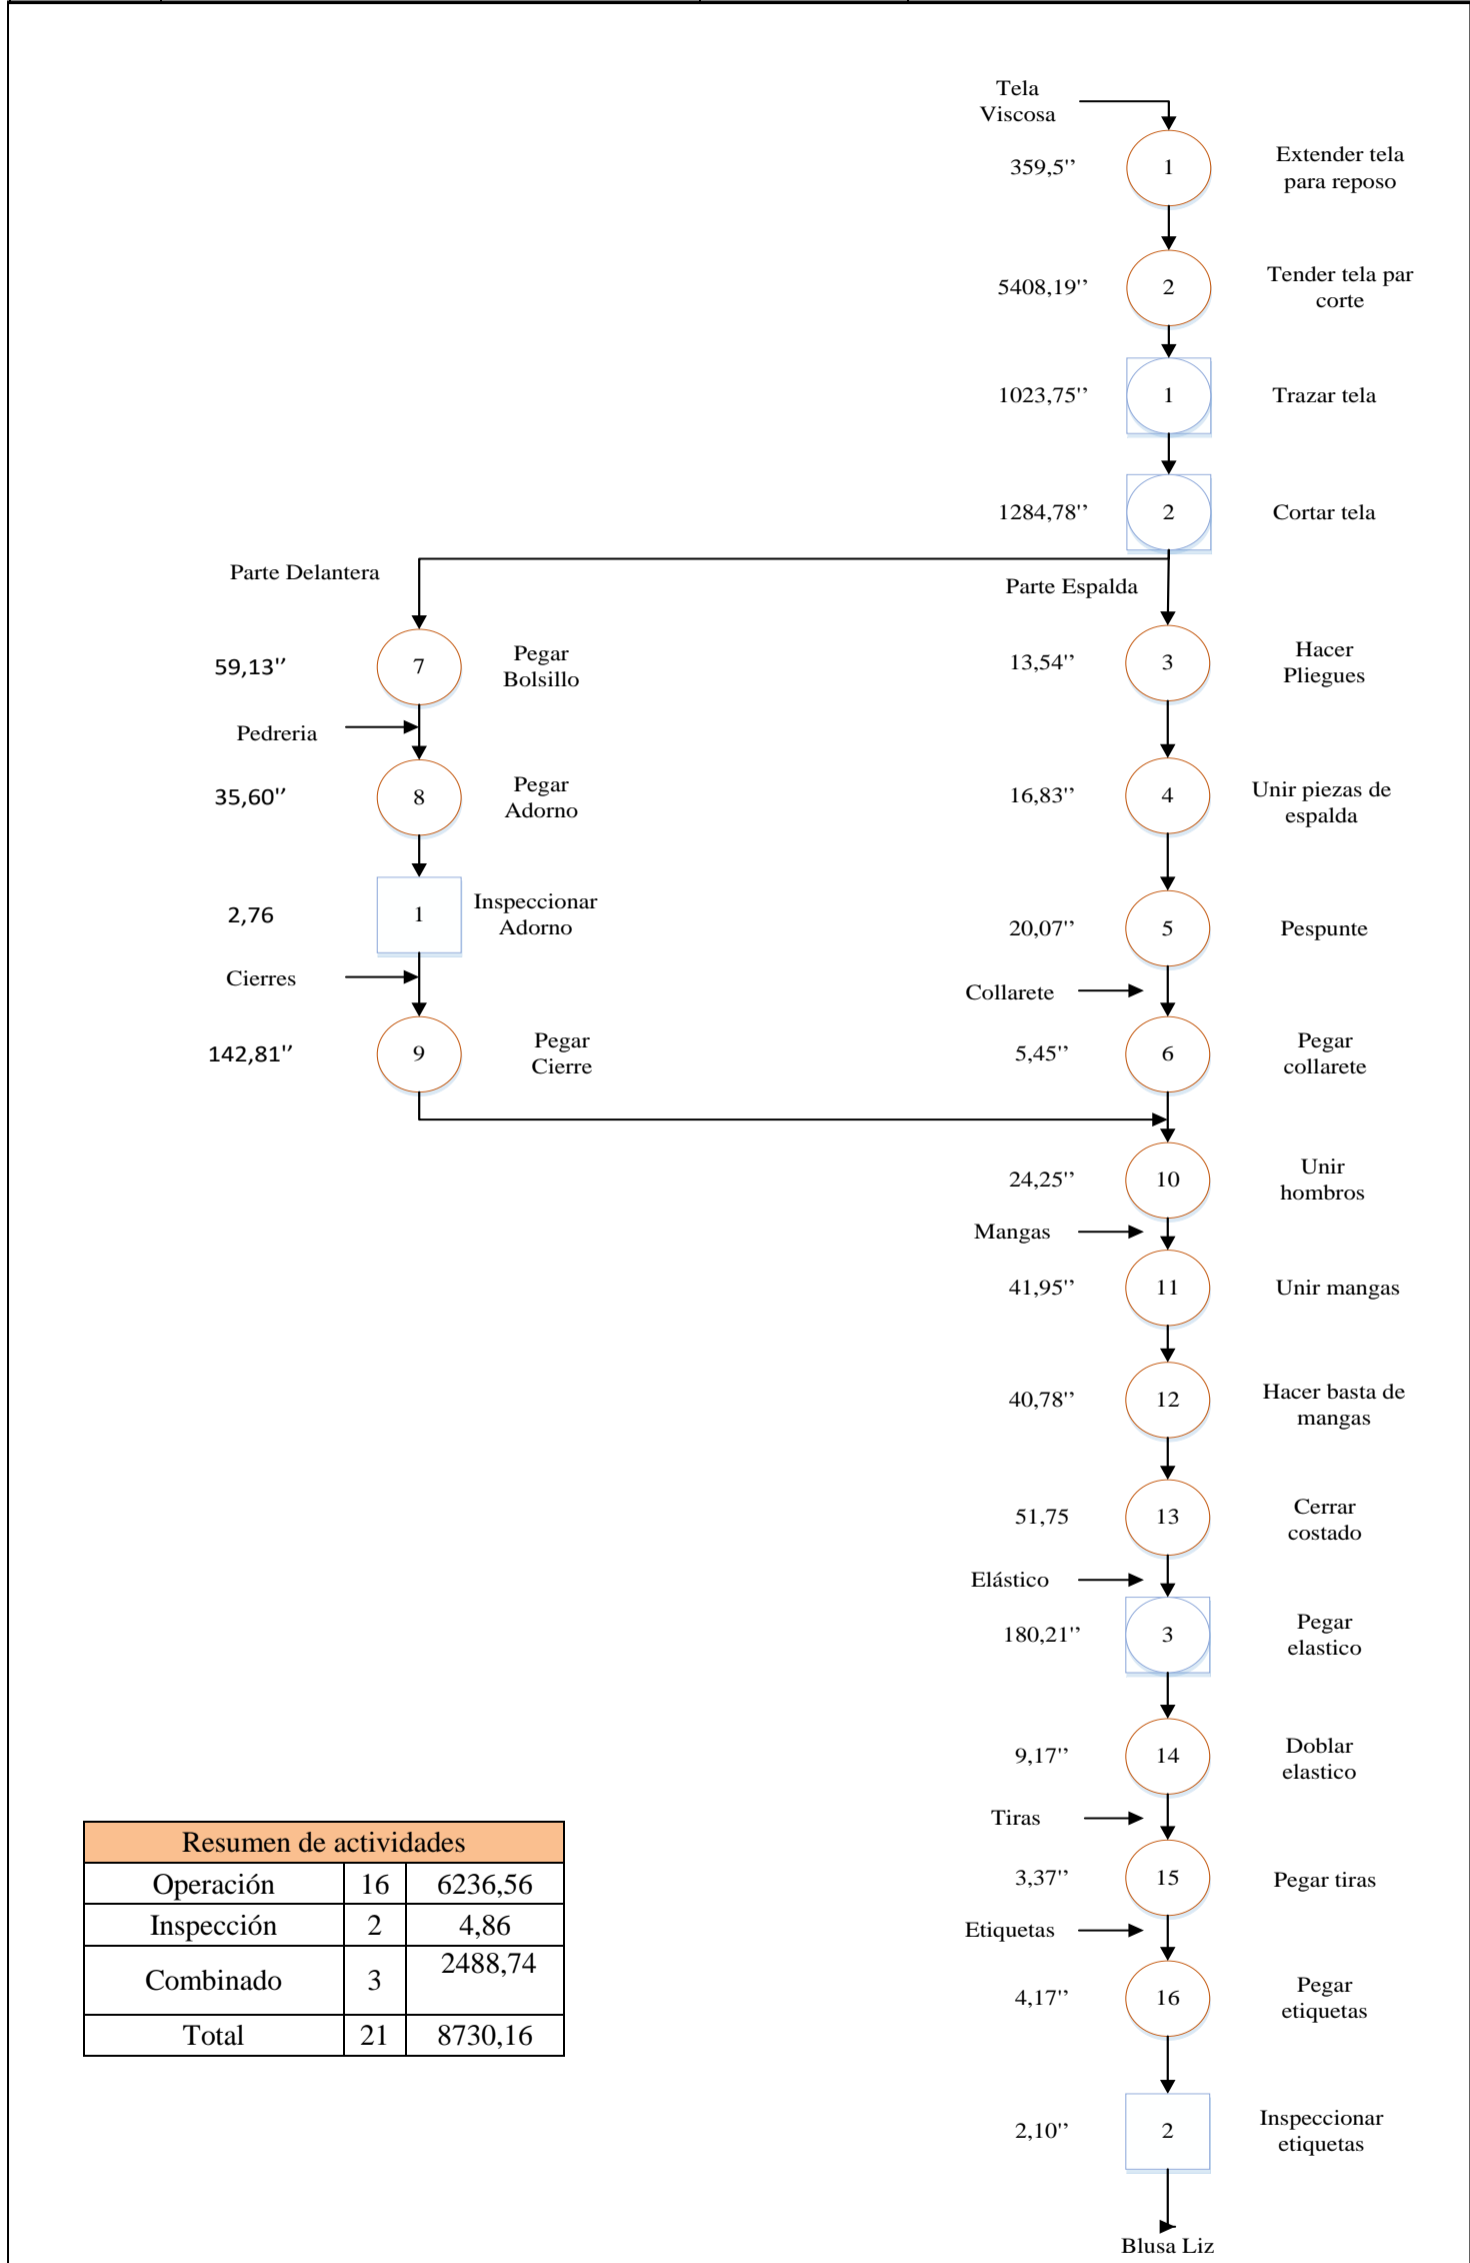 Tela
Viscosa
359,5''
1
Extender tela
para reposo
5408,19''
2
Tender tela par
corte
1023,75''
1
Trazar tela
1284,78''
2
Cortar tela
Parte Delantera
Parte Espalda
59,13''
7
Pegar
Bolsillo
13,54''
3
Hacer
Pliegues
Pedreria
35,60''
8
Pegar
Adorno
16,83''
4
Unir piezas de
espalda
2,76
1
Inspeccionar
Adorno
20,07''
5
Pespunte
Cierres
Collarete
142,81''
9
Pegar
Cierre
5,45''
6
Pegar
collarete
24,25''
10
Unir
hombros
Mangas
41,95''
11
Unir mangas
40,78''
12
Hacer basta de
mangas
51,75
13
Cerrar
costado
Elástico
180,21''
3
Pegar
elastico
9,17''
14
Doblar
elastico
Tiras
3,37''
15
Pegar tiras
Etiquetas
4,17''
16
Pegar
etiquetas
2,10''
2
Inspeccionar
etiquetas
Blusa Liz
Resumen de actividades
Operación 16 6236,56
Inspección 2 4,86
Combinado 3 2488,74
Total 21 8730,16